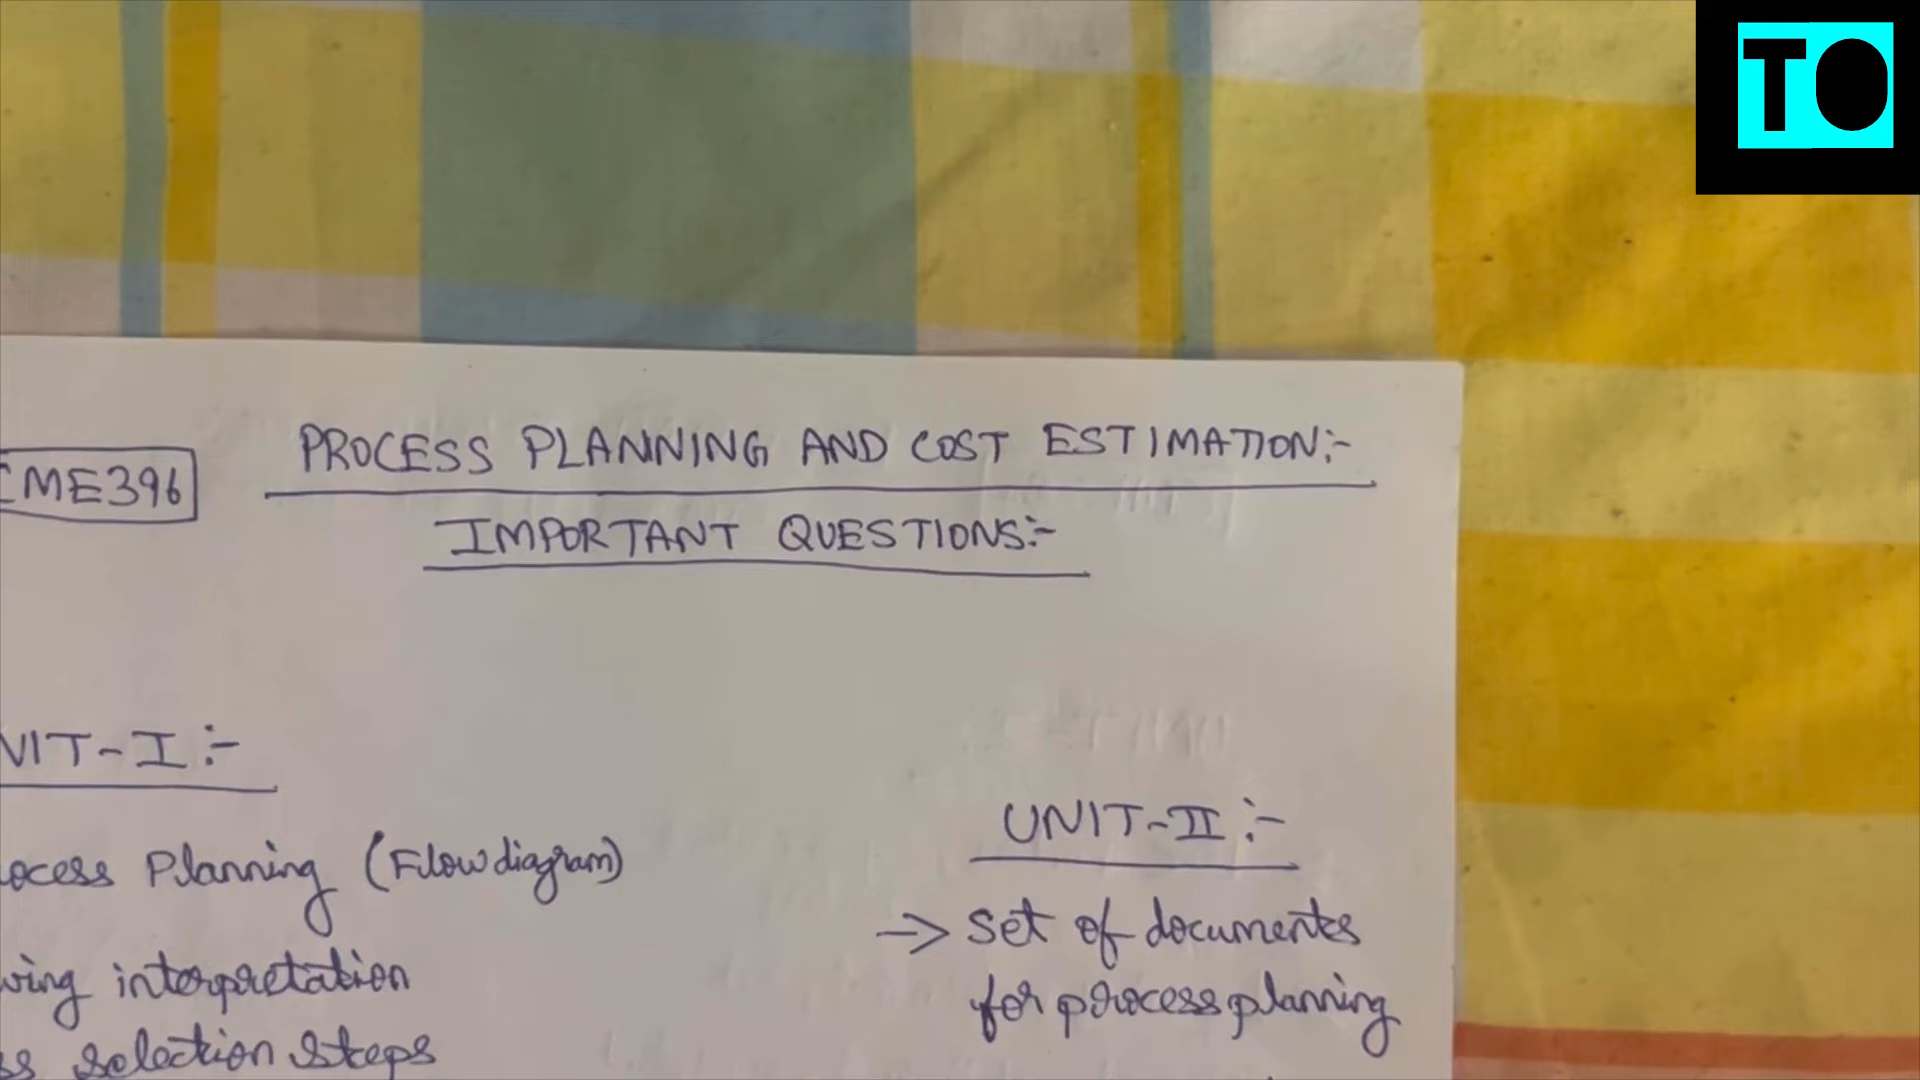 TO
PROCESS PLANNING AND COST ESTIMATION:-
CME396
IMPORTANT QUESTIONS:-
NIT-I:-
ocess Planning (Flow diagram)
wing interpretation
ss selection steps
UNIT-II:-
→ Set of documents
for process planning